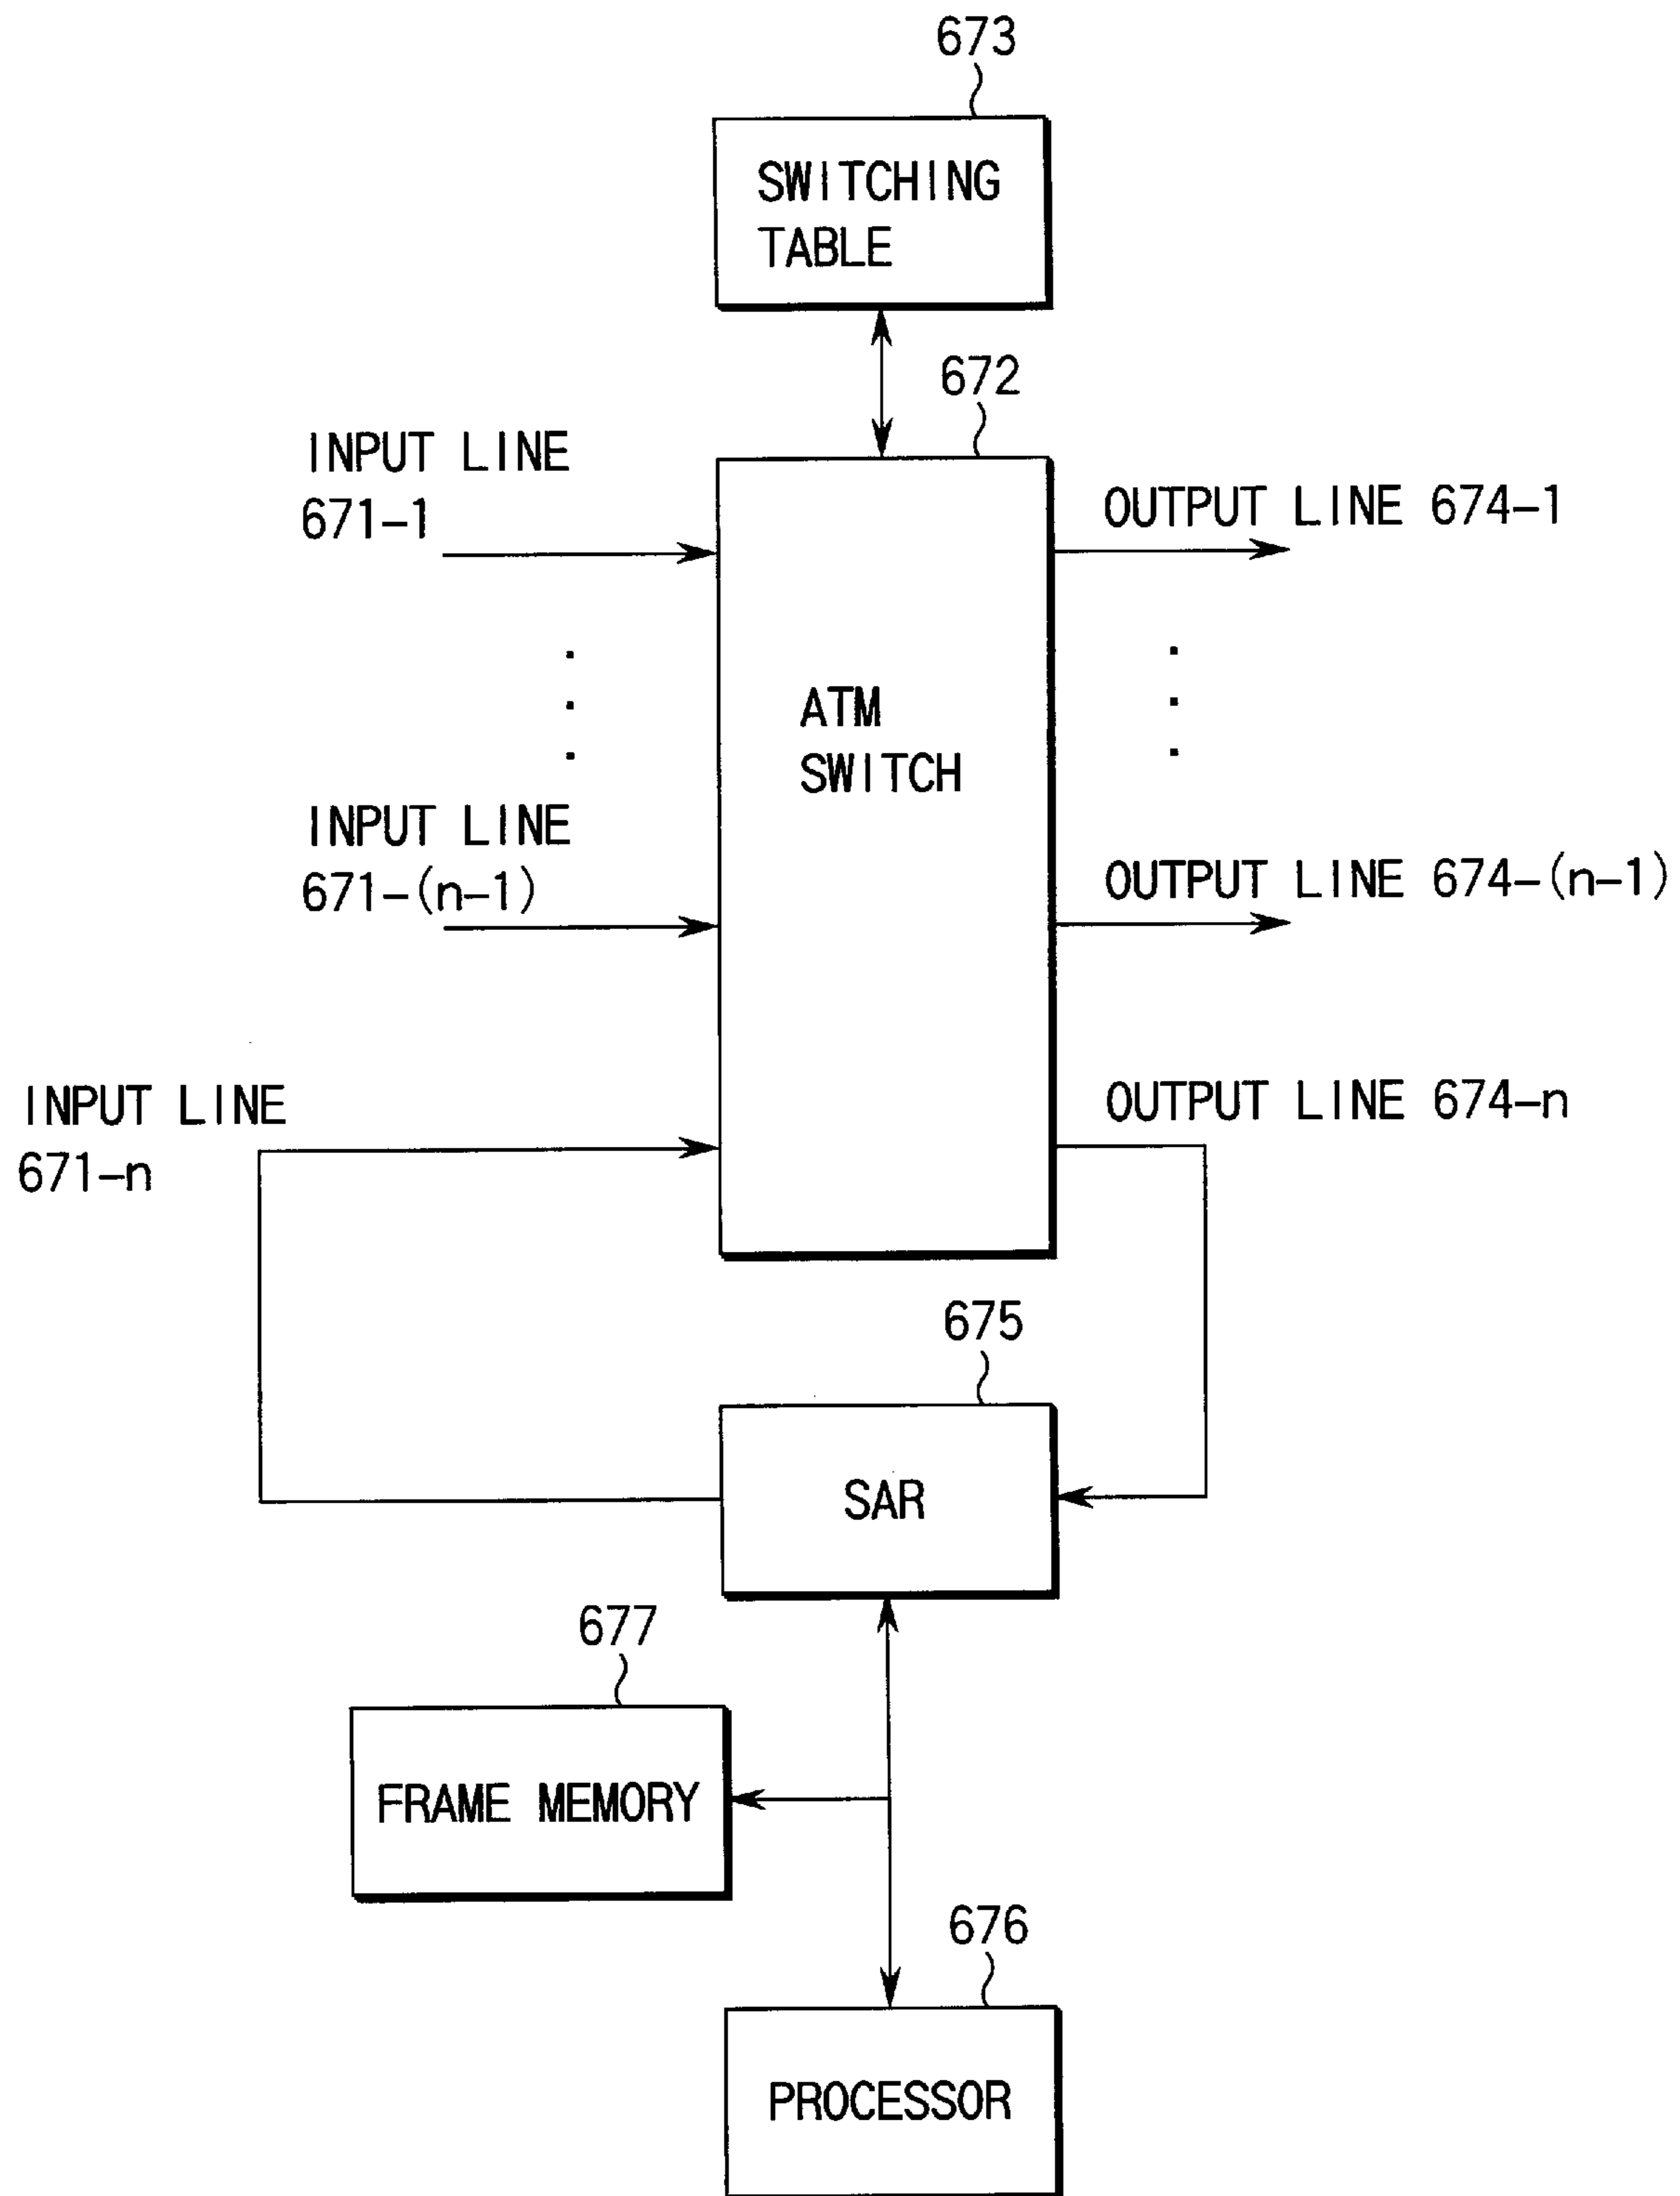 673
SWITCHING
TABLE
672
INPUT LINE
671-1
OUTPUT LINE 674-1
ATM
SWITCH
INPUT LINE
671-(n-1)
OUTPUT LINE 674-(n-1)
INPUT LINE
671-n
OUTPUT LINE 674-n
675
SAR
677
FRAME MEMORY
676
PROCESSOR